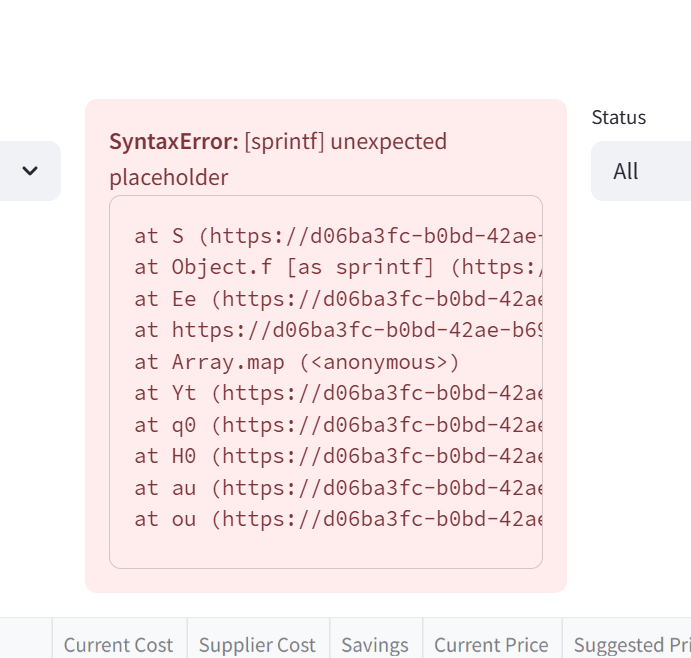 Status
All
SyntaxError: [sprintf] unexpected
placeholder
at S (https://d06ba3fc-b0bd-42ae-
at Object.f [as sprintf] (https:/
at Ee (https://d06ba3fc-b0bd-42ae
at https://d06ba3fc-b0bd-42ae-b69
at Array.map (<anonymous>)
at Yt (https://d06ba3fc-b0bd-42ae
at q0 (https://d06ba3fc-b0bd-42ae
at H0 (https://d06ba3fc-b0bd-42ae
at au (https://d06ba3fc-b0bd-42ae
at ou (https://d06ba3fc-b0bd-42ae
Current Cost Supplier Cost Savings Current Price Suggested Pri